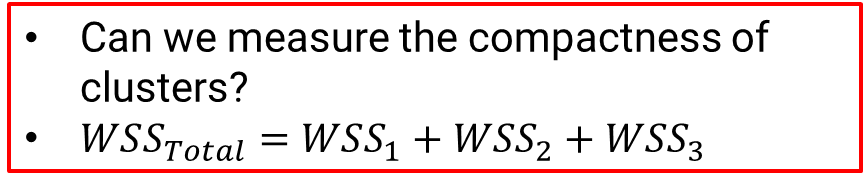 • Can we measure the compactness of
clusters?
• WSS_Total = WSS_1 + WSS_2 + WSS_3